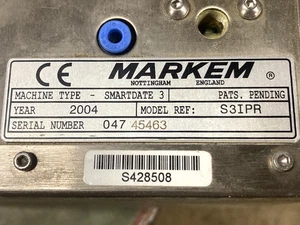 CE MARKEM ®
NOTTINGHAM ENGLAND
MACHINE TYPE - SMARTDATE 3 PATS. PENDING
YEAR 2004 MODEL REF: S3IPR
SERIAL NUMBER 047 45463
S428508